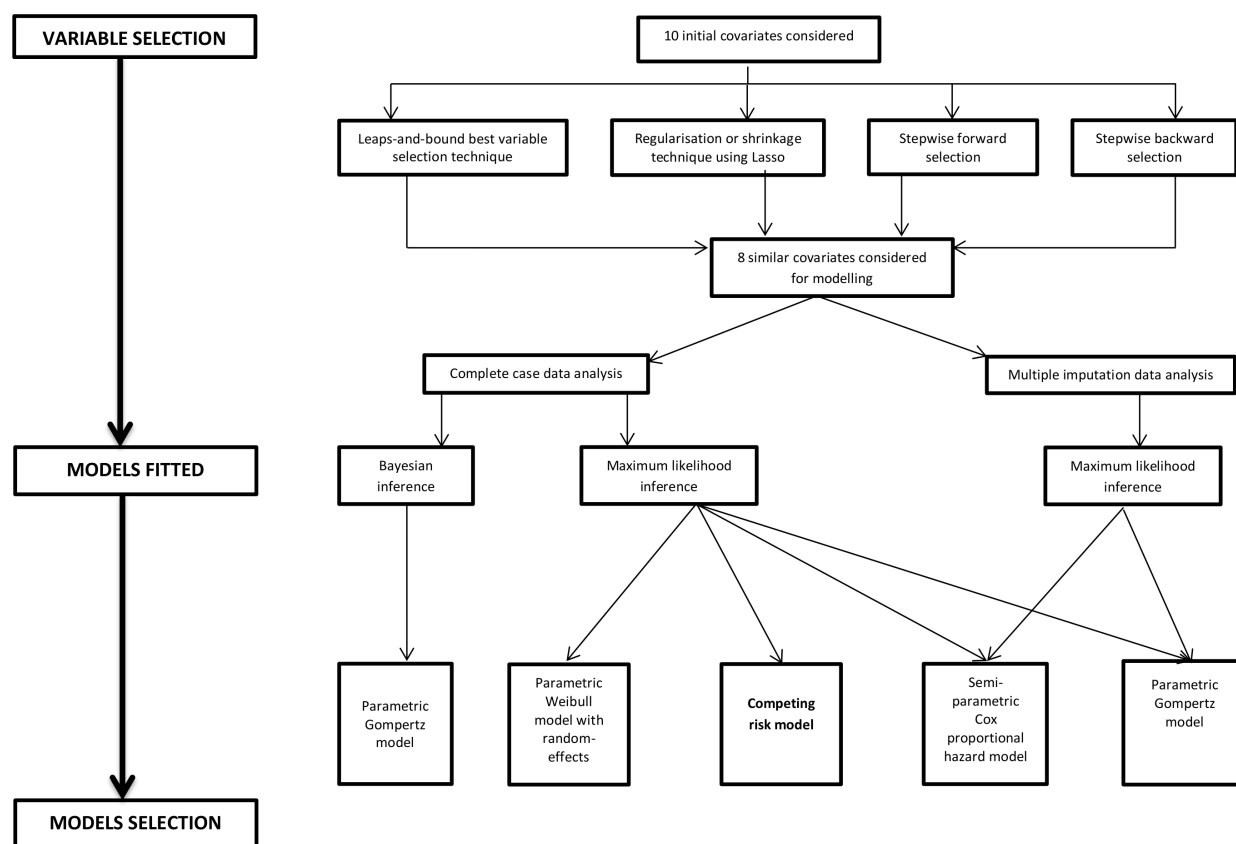 VARIABLE SELECTION
10 initial covariates considered
Leaps-and-bound best variable
selection technique
Regularisation or shrinkage
technique using Lasso
Stepwise forward
selection
Stepwise backward
selection
8 similar covariates considered
for modelling
Complete case data analysis
Multiple imputation data analysis
MODELS FITTED
Bayesian
inference
Maximum likelihood
inference
Maximum likelihood
inference
Parametric
Gompertz
model
Parametric
Weibull
model with
random-
effects
Competing
risk model
Semi-
parametric
Cox
proportional
hazard model
Parametric
Gompertz
model
MODELS SELECTION